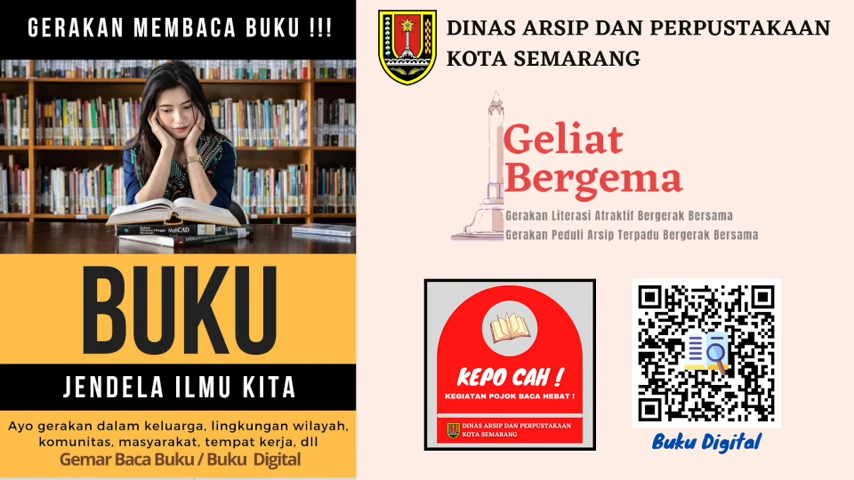 GERAKAN MEMBACA BUKU !!!
BUKU
JENDELA ILMU KITA
Ayo gerakan dalam keluarga, lingkungan wilayah,
komunitas, masyarakat, tempat kerja, dll
Gemar Baca Buku / Buku Digital
DINAS ARSIP DAN PERPUSTAKAAN
KOTA SEMARANG
Geliat
Bergema
Gerakan Literasi Atraktif Bergerak Bersama
Gerakan Peduli Arsip Terpadu Bergerak Bersama
KEPO CAH !
KEGIATAN POJOK BACA HEBAT !
DINAS ARSIP DAN PERPUSTAKAAN
KOTA SEMARANG
Buku Digital